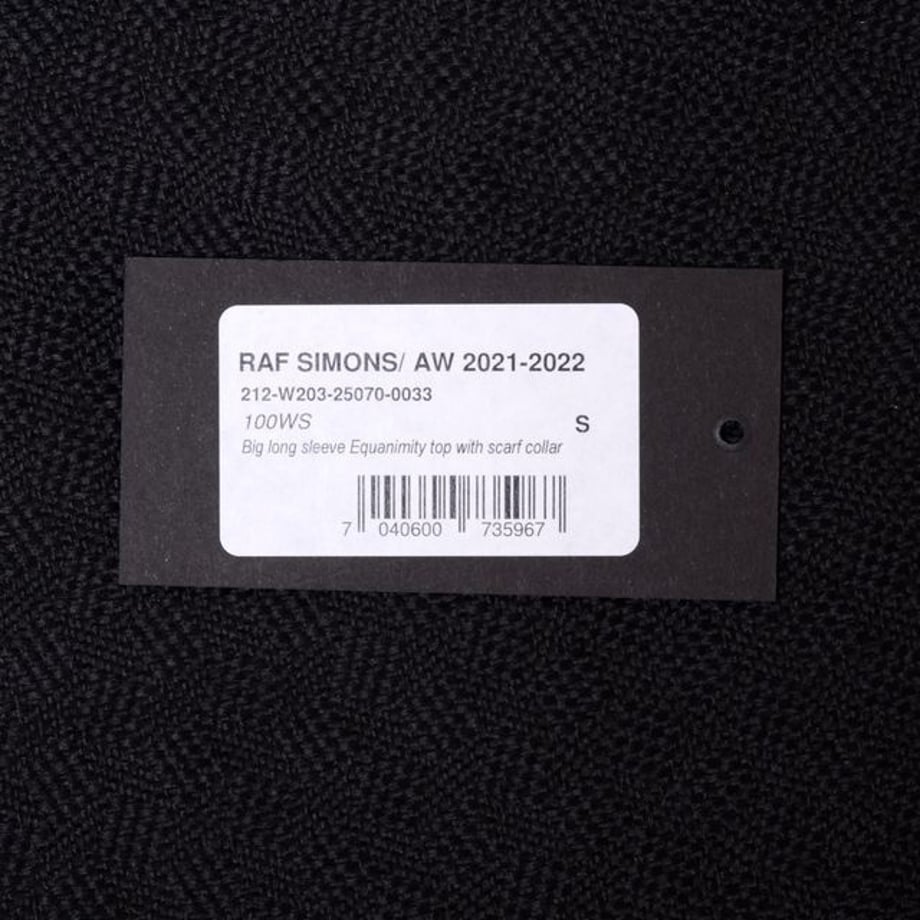 RAF SIMONS/ AW 2021-2022
212-W203-25070-0033
100WS
S
Big long sleeve Equanimity top with scarf collar
7 040600 735967